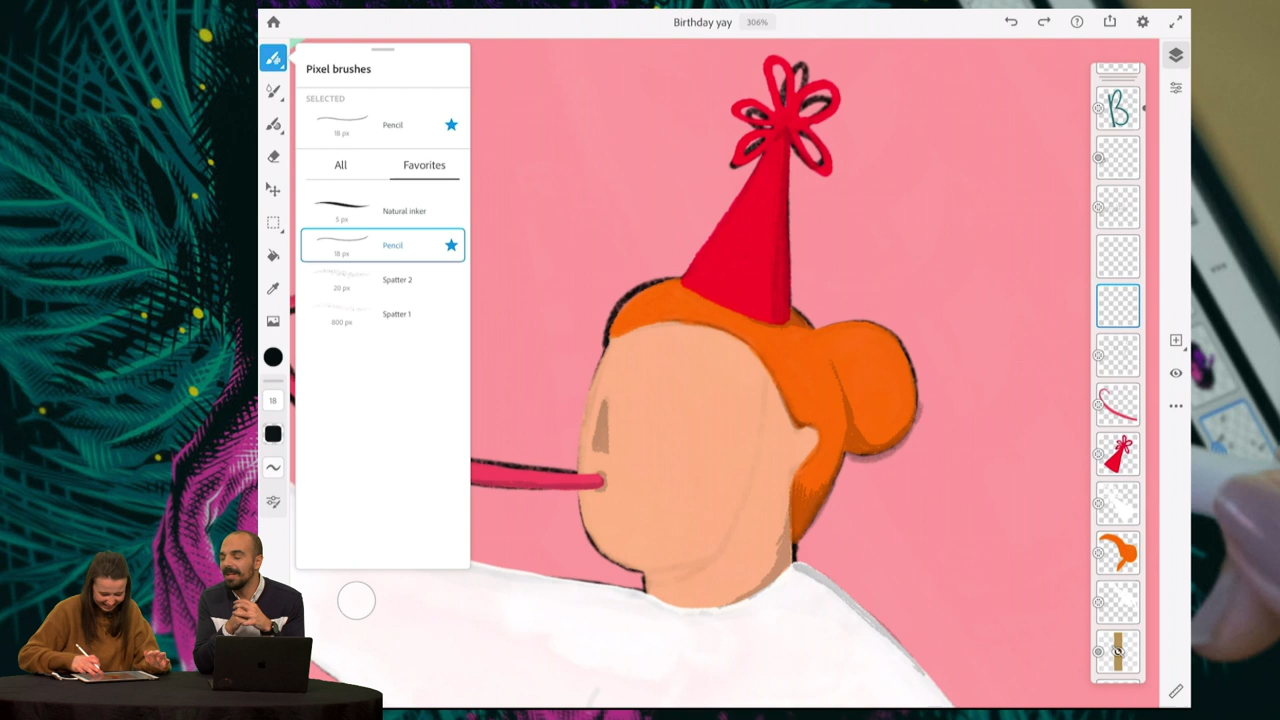 Birthday yay 306%
Pixel brushes
SELECTED
Pencil
18 px
All Favorites
Natural inker
5 px
Pencil
18 px
Spatter 2
20 px
Spatter 1
800 px
18
B